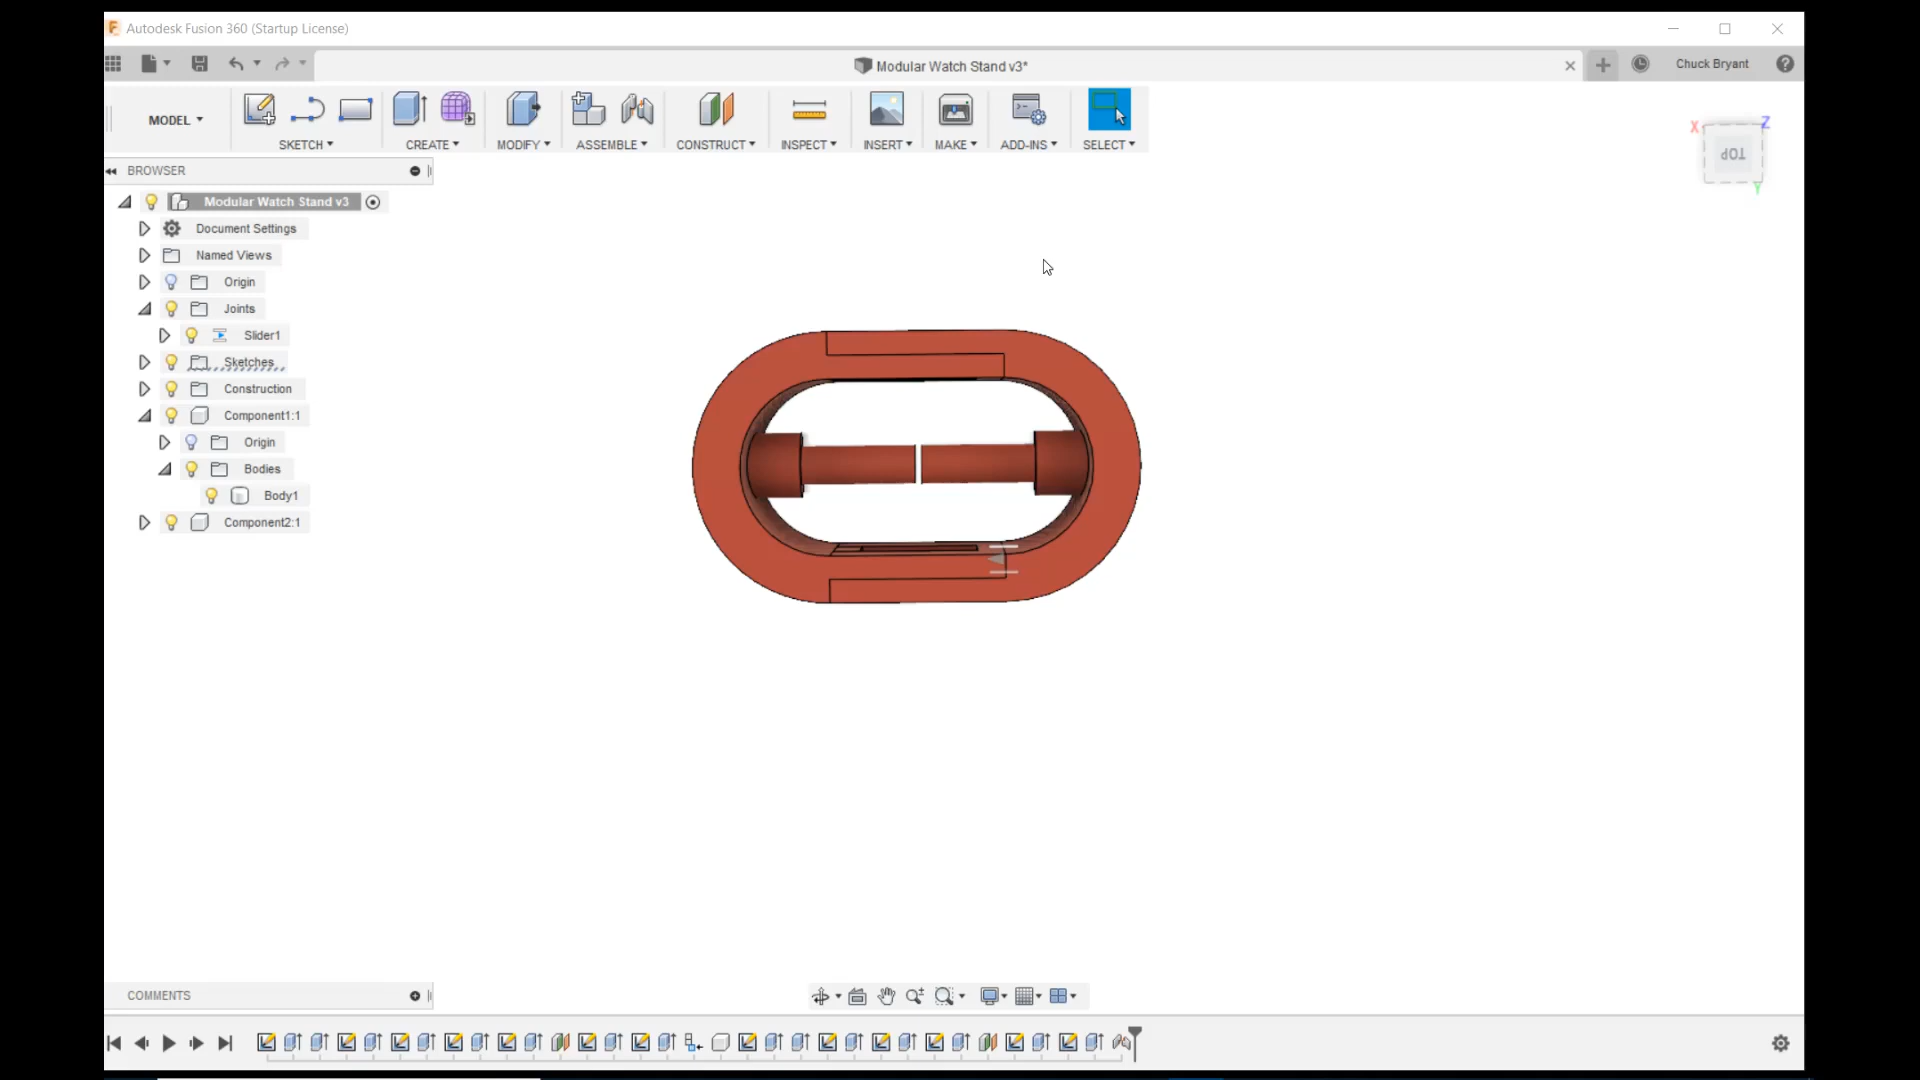 Autodesk Fusion 360 (Startup License)
Modular Watch Stand v3*
Chuck Bryant
MODEL
SKETCH
CREATE
MODIFY
ASSEMBLE
CONSTRUCT
INSPECT
INSERT
MAKE
ADD-INS
SELECT
X
Z
TOP
Y
BROWSER
Modular Watch Stand v3
Document Settings
Named Views
Origin
Joints
Slider1
Sketches
Construction
Component1:1
Origin
Bodies
Body1
Component2:1
COMMENTS